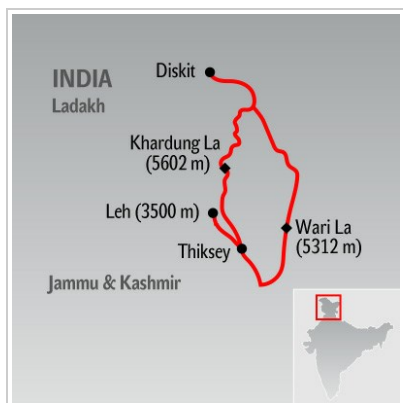 Diskit
INDIA
Ladakh
Khardung La
(5602 m)
Leh (3500 m)
Wari La
(5312 m)
Thiksey
Jammu & Kashmir